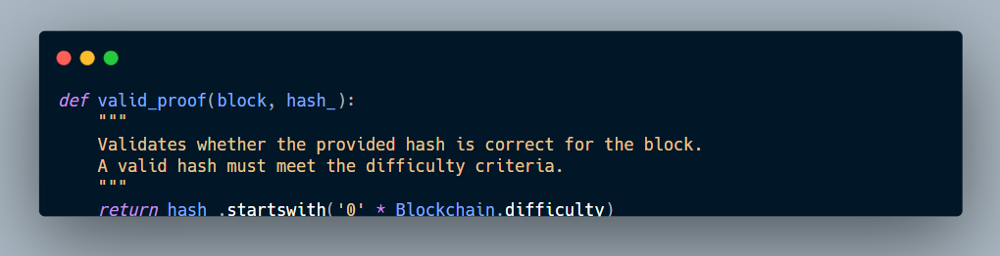 def valid_proof(block, hash_):
"""
Validates whether the provided hash is correct for the block.
A valid hash must meet the difficulty criteria.
"""
return hash_.startswith('0' * Blockchain.difficulty)